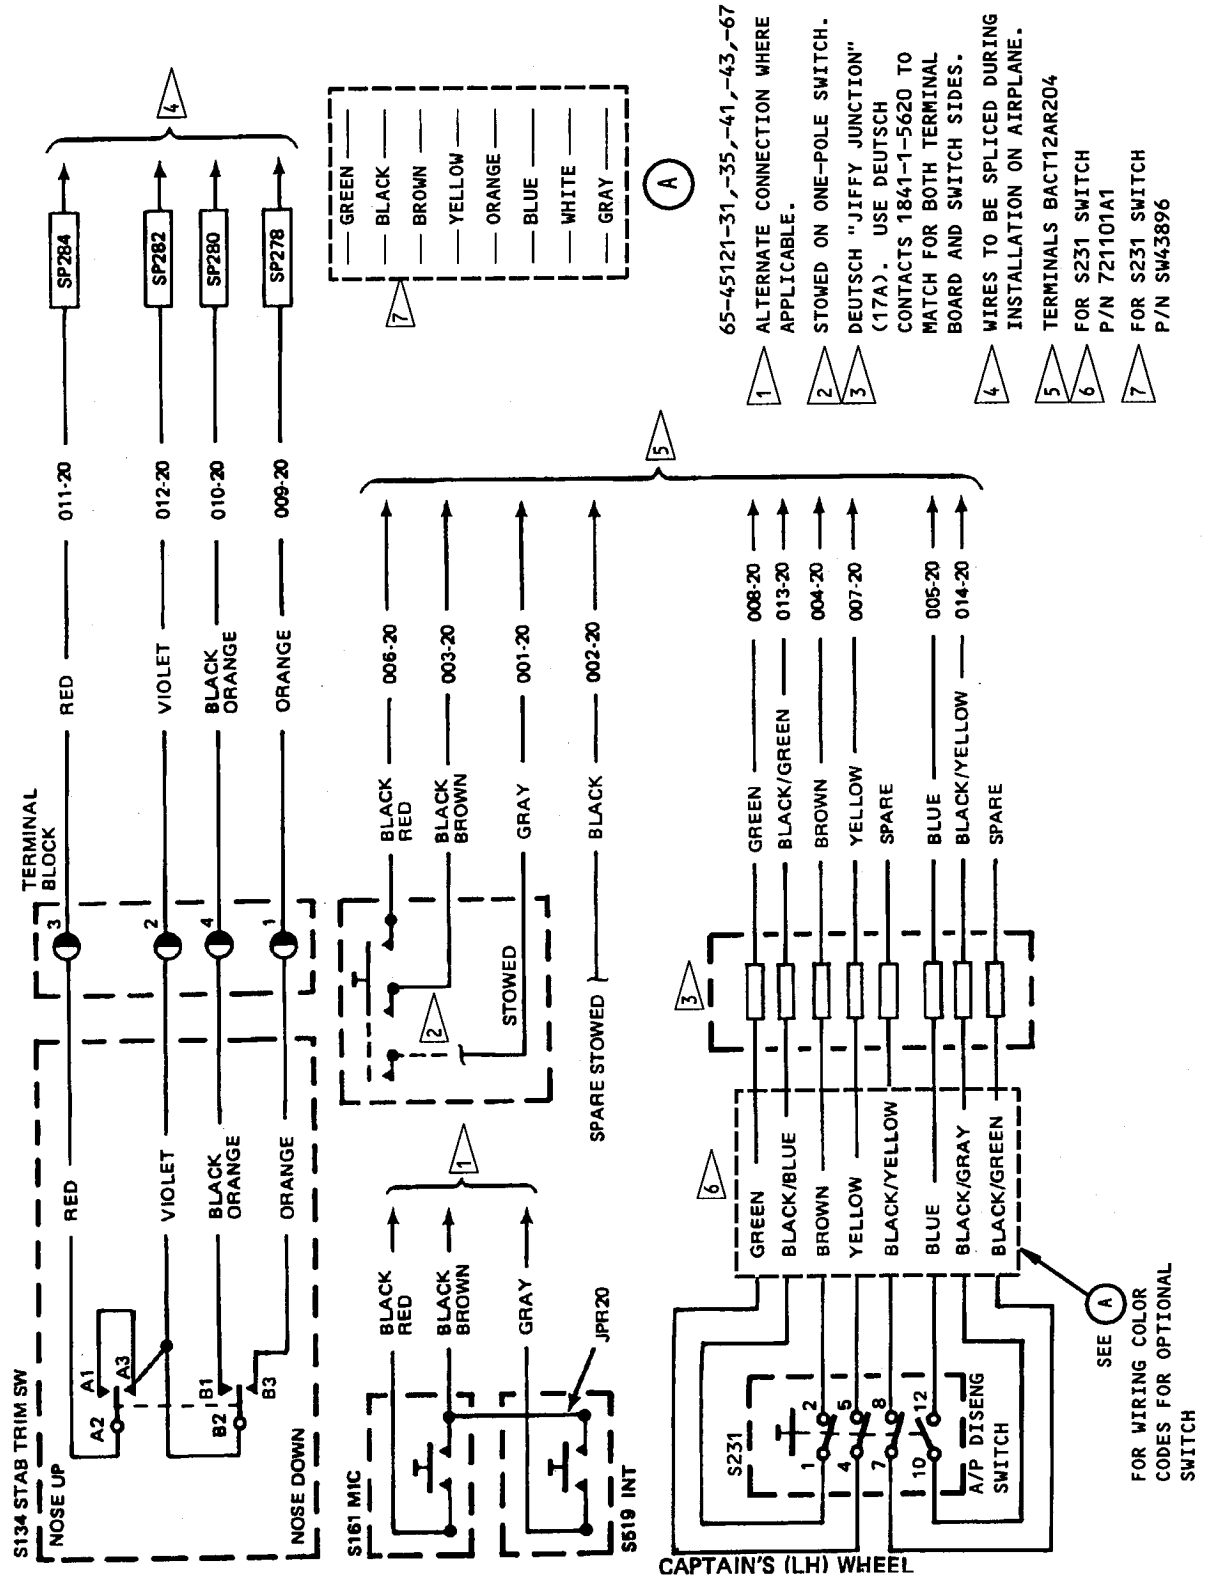 S134 STAB TRIM SW
NOSE UP
NOSE DOWN
A1
A2
A3
B1
B2
B3
RED
VIOLET
BLACK
ORANGE
ORANGE
TERMINAL
BLOCK
3
2
4
1
RED
VIOLET
BLACK
ORANGE
ORANGE
011-20
012-20
010-20
009-20
SP284
SP282
SP280
SP278
4
S161 MIC
S519 INT
JPR20
BLACK
RED
BLACK
BROWN
GRAY
1
2
STOWED
SPARE STOWED
BLACK
RED
BLACK
BROWN
GRAY
BLACK
006-20
003-20
001-20
002-20
5
7
GREEN
BLACK
BROWN
YELLOW
ORANGE
BLUE
WHITE
GRAY
A
CAPTAIN'S (LH) WHEEL
S231
1 2
4 5
7 8
10 12
A/P DISENG
SWITCH
6
GREEN
BLACK/BLUE
BROWN
YELLOW
BLACK/YELLOW
BLUE
BLACK/GRAY
BLACK/GREEN
3
GREEN
BLACK/GREEN
BROWN
YELLOW
SPARE
BLUE
BLACK/YELLOW
SPARE
008-20
013-20
004-20
007-20
005-20
014-20
SEE A
FOR WIRING COLOR
CODES FOR OPTIONAL
SWITCH
65-45121-31,-35,-41,-43,-67
1 ALTERNATE CONNECTION WHERE
APPLICABLE.
2 STOWED ON ONE-POLE SWITCH.
3 DEUTSCH "JIFFY JUNCTION"
(17A). USE DEUTSCH
CONTACTS 1841-1-5620 TO
MATCH FOR BOTH TERMINAL
BOARD AND SWITCH SIDES.
4 WIRES TO BE SPLICED DURING
INSTALLATION ON AIRPLANE.
5 TERMINALS BACT12AR204
6 FOR S231 SWITCH
P/N 721101A1
7 FOR S231 SWITCH
P/N SW43896